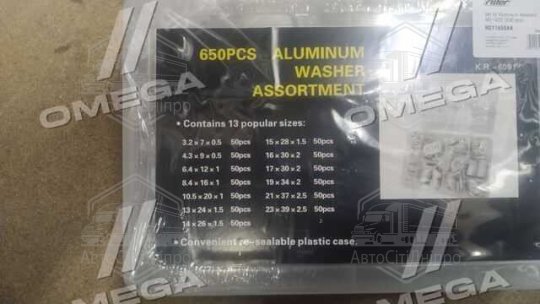 650PCS ALUMINUM
WASHER
ASSORTMENT
• Contains 13 popular sizes:
3.2 x 7 x 0.5 50pcs
4.3 x 9 x 0.5 50pcs
6.4 x 12 x 1 50pcs
8.4 x 16 x 1 50pcs
10.5 x 20 x 1 50pcs
13 x 24 x 1.5 50pcs
14 x 26 x 1.5 50pcs
15 x 28 x 1.5 50pcs
16 x 30 x 2 50pcs
17 x 30 x 2 50pcs
19 x 34 x 2 50pcs
21 x 37 x 2.5 50pcs
23 x 39 x 2.5 50pcs
• Convenient re-sealable plastic case.
OMEGA
OMEGA
OMEGA
OMEGA
АвтоСтільДніпро